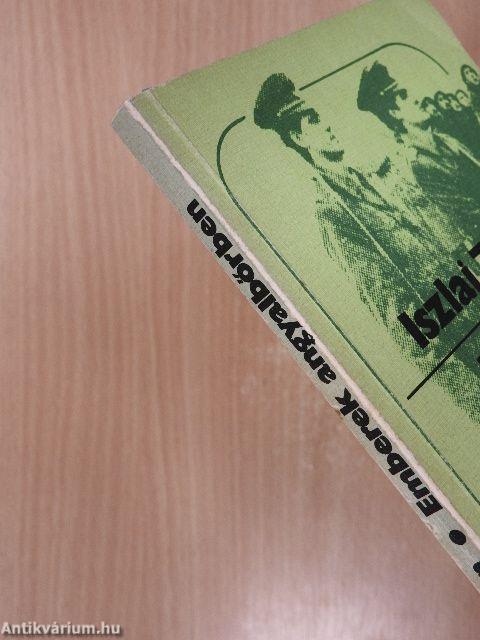 Iszlai
Emberek angyalbőrben
Antikvárium.hu